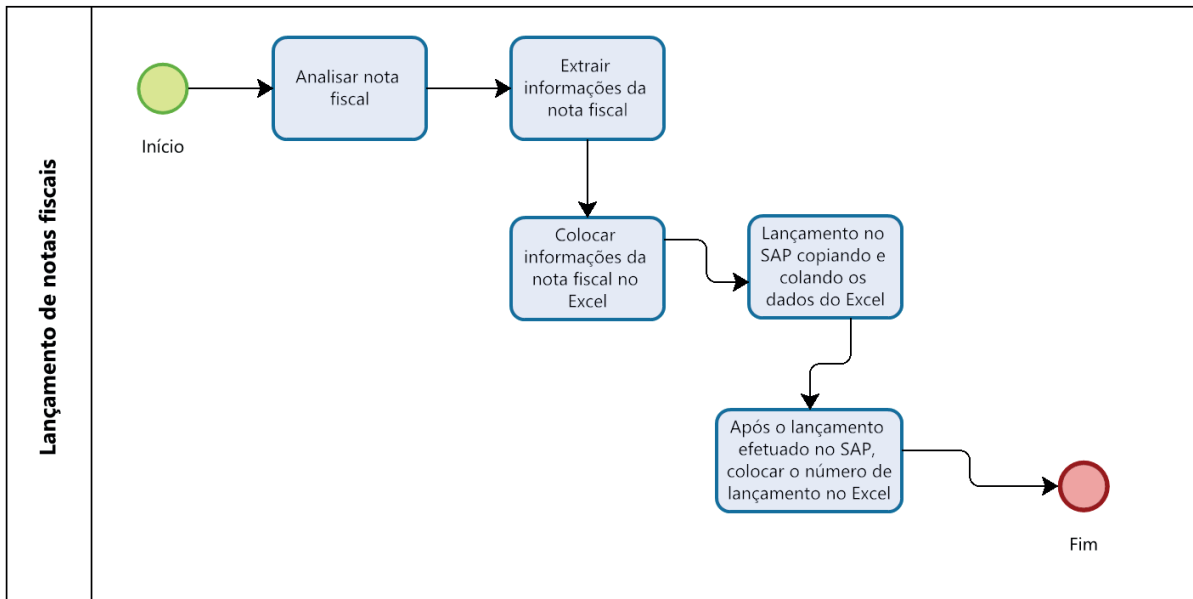 Lançamento de notas fiscais
Início
Analisar nota
fiscal
Extrair
informações da
nota fiscal
Colocar
informações da
nota fiscal no
Excel
Lançamento no
SAP copiando e
colando os
dados do Excel
Após o lançamento
efetuado no SAP,
colocar o número de
lançamento no Excel
Fim